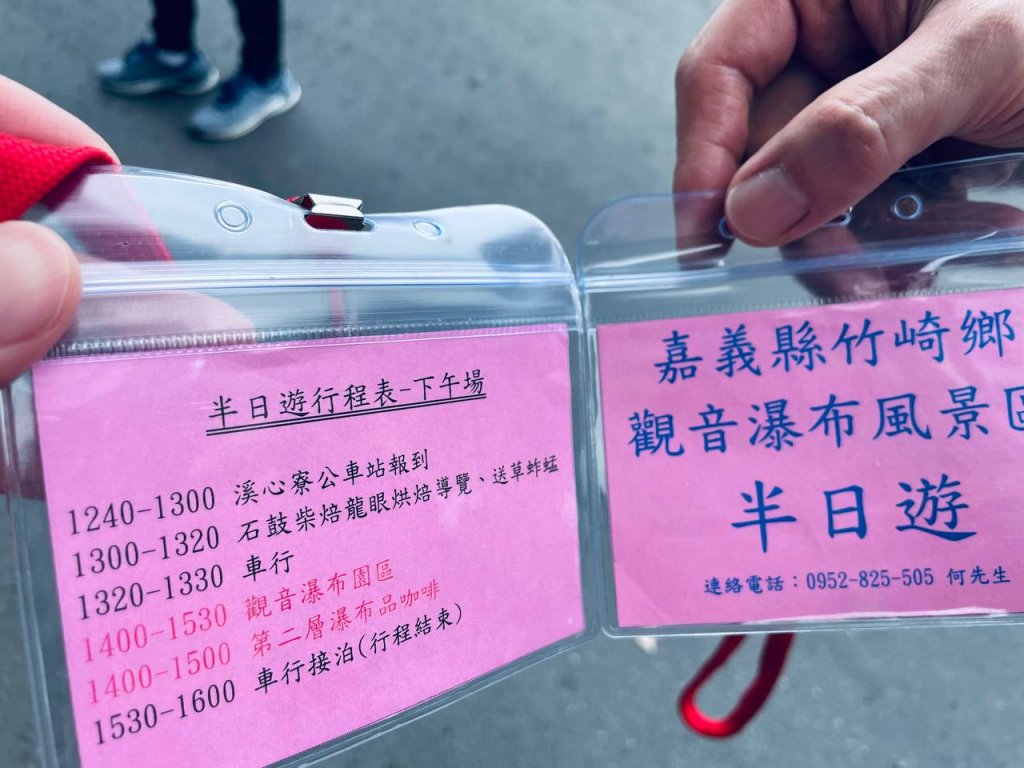 半日遊行程表-下午場
1240-1300 溪心寮公車站報到
1300-1320 石鼓柴焙龍眼烘焙導覽、送草蚱蜢
1320-1330 車行
1400-1530 觀音瀑布園區
1400-1500 第二層瀑布品咖啡
1530-1600 車行接泊(行程結束)
嘉義縣竹崎鄉
觀音瀑布風景區
半日遊
連絡電話：0952-825-505 何先生